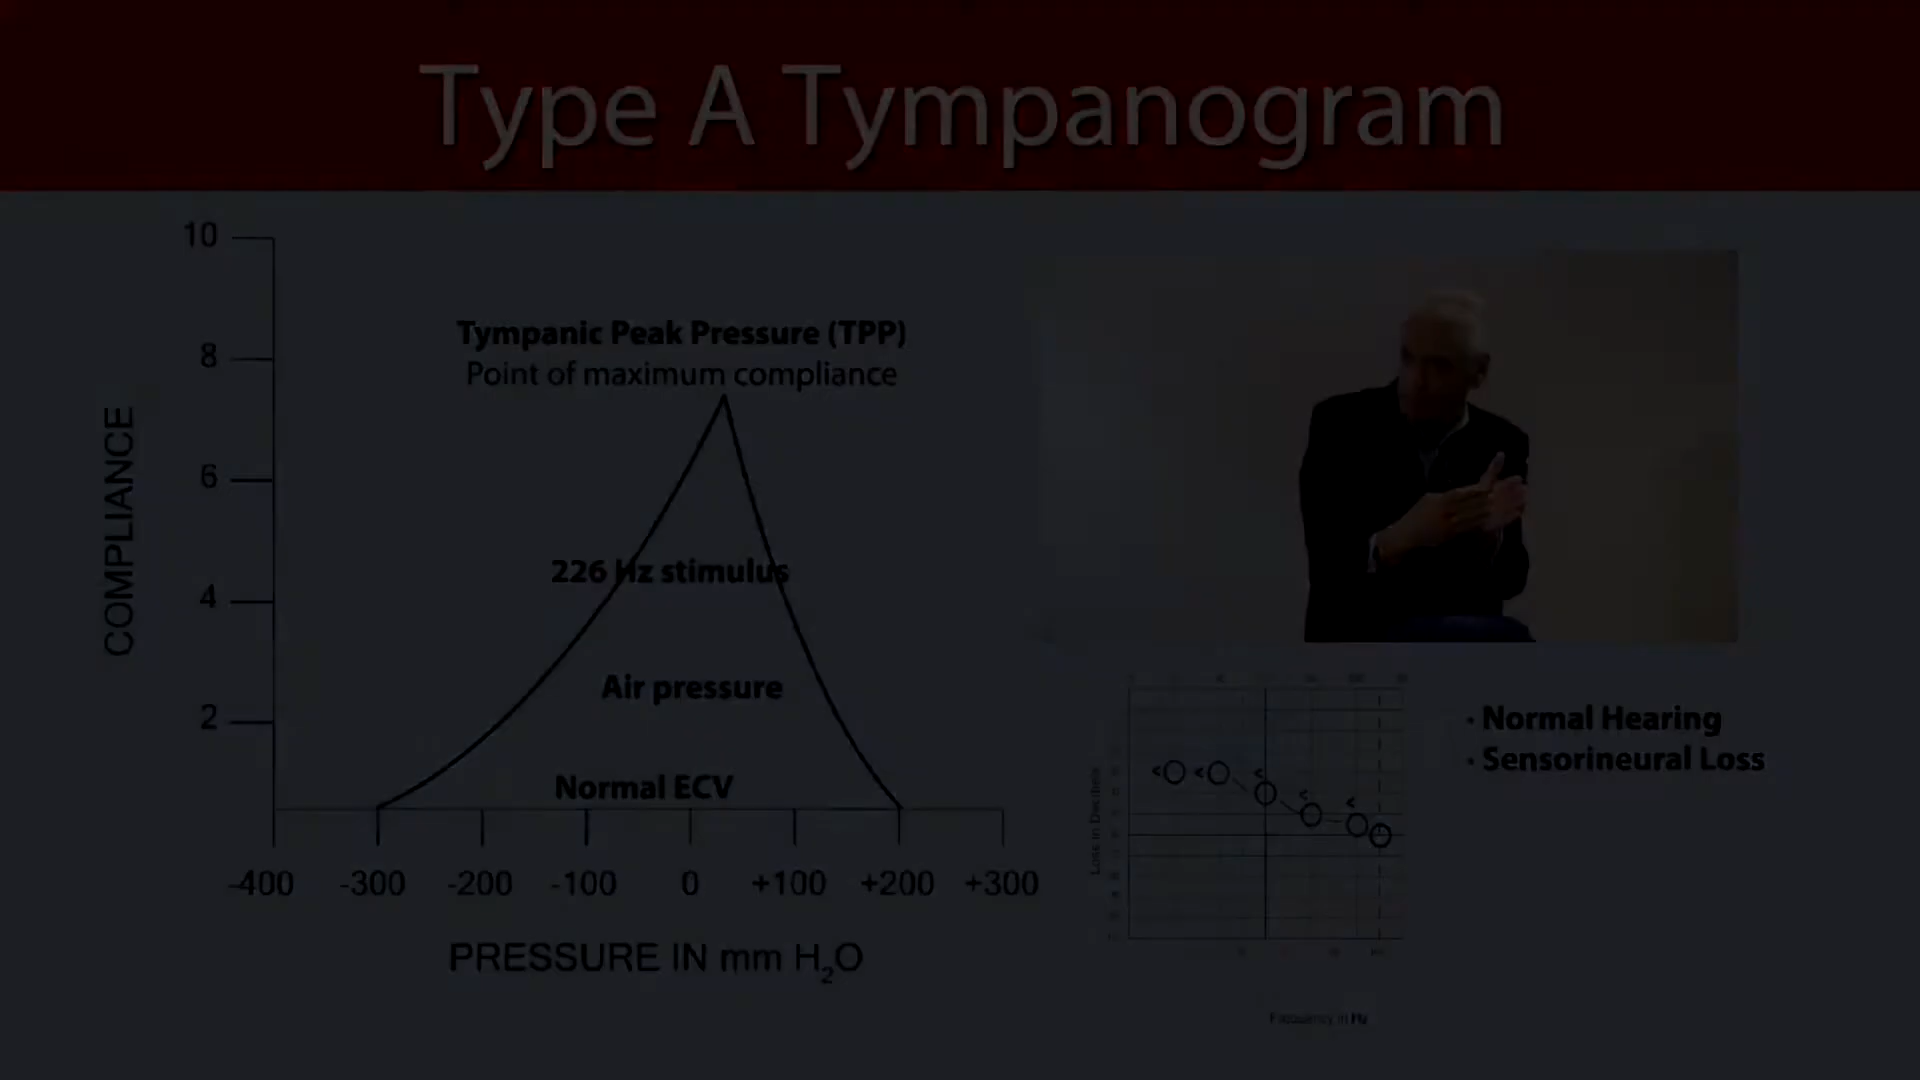 Type A Tympanogram
10
8
6
4
2
COMPLIANCE
Tympanic Peak Pressure (TPP)
Point of maximum compliance
226 Hz stimulus
Air pressure
Normal ECV
-400 -300 -200 -100 0 +100 +200 +300
PRESSURE IN mm H₂O
Loss in Decibels
Frequency in Hz
· Normal Hearing
· Sensorineural Loss